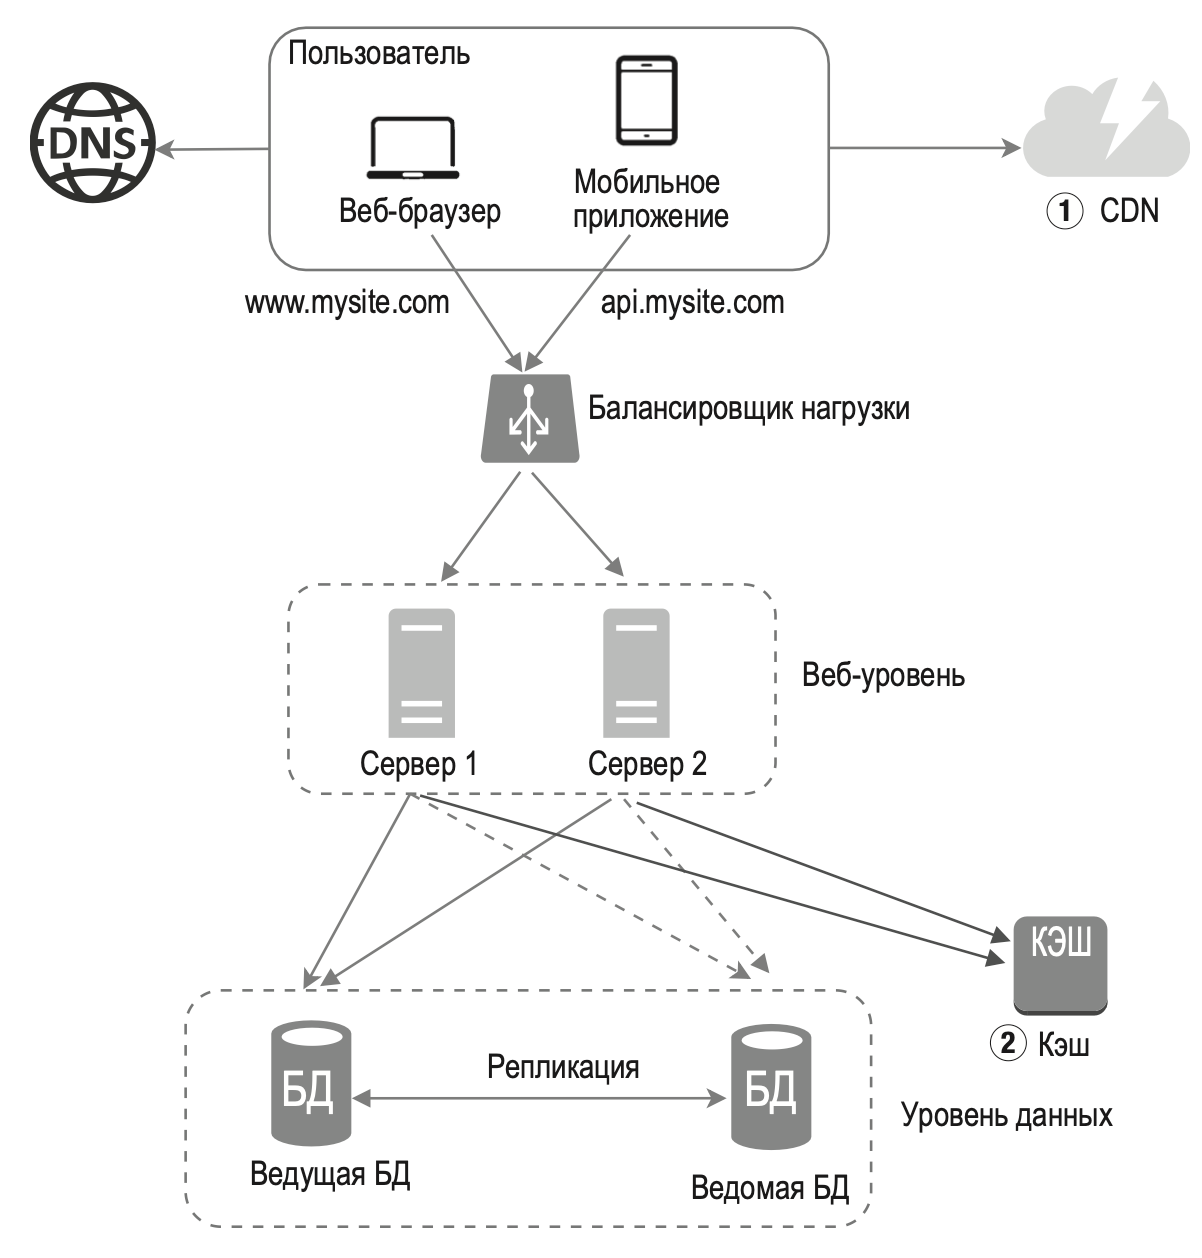 Пользователь
DNS
Веб-браузер
Мобильное
приложение
1 CDN
www.mysite.com
api.mysite.com
Балансировщик нагрузки
Веб-уровень
Сервер 1
Сервер 2
КЭШ
2 Кэш
Репликация
БД
БД
Уровень данных
Ведущая БД
Ведомая БД